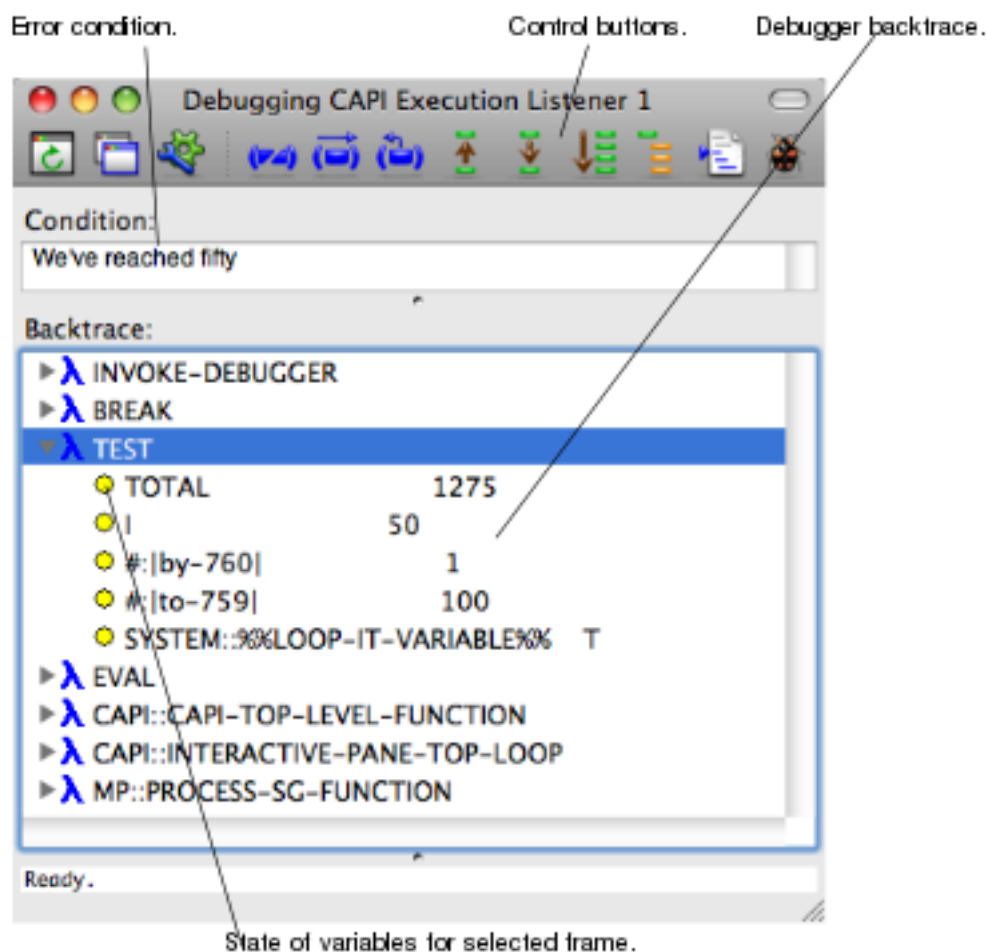 Error condition.
Control buttons.
Debugger backtrace.
Debugging CAPI Execution Listener 1
Condition:
We've reached fifty
Backtrace:
INVOKE-DEBUGGER
BREAK
TEST
TOTAL 1275
I 50
#:|by-760| 1
#:|to-759| 100
SYSTEM::%%LOOP-IT-VARIABLE%% T
EVAL
CAPI::CAPI-TOP-LEVEL-FUNCTION
CAPI::INTERACTIVE-PANE-TOP-LOOP
MP::PROCESS-SG-FUNCTION
Ready.
State of variables for selected frame.